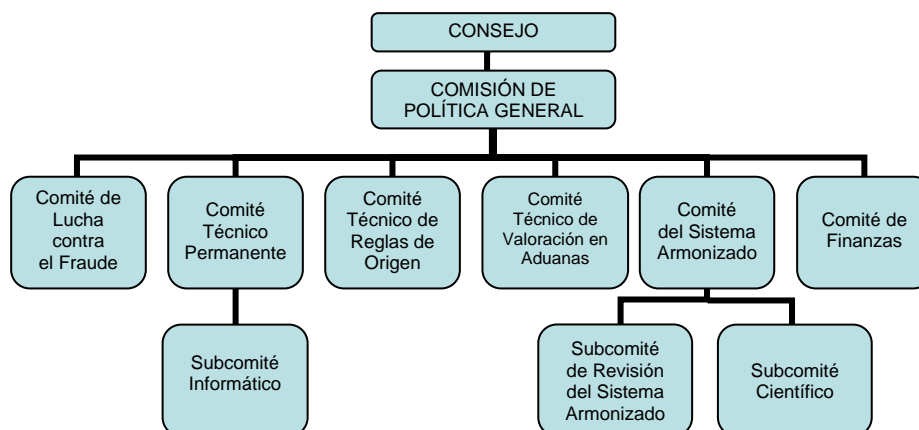 CONSEJO
COMISIÓN DE
POLÍTICA GENERAL
Comité de
Lucha
contra
el Fraude
Comité
Técnico
Permanente
Comité
Técnico de
Reglas de
Origen
Comité
Técnico de
Valoración en
Aduanas
Comité
del Sistema
Armonizado
Comité de
Finanzas
Subcomité
Informático
Subcomité
de Revisión
del Sistema
Armonizado
Subcomité
Científico